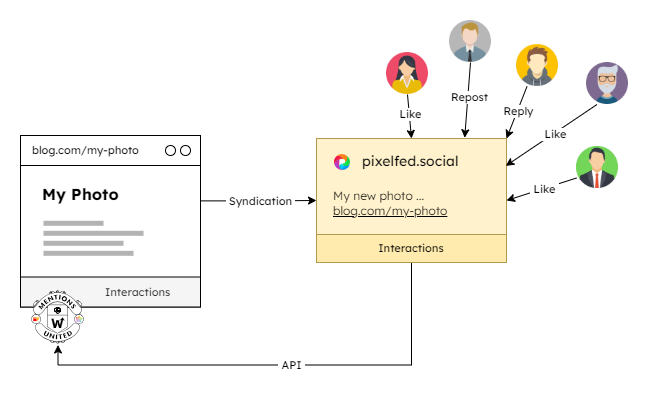 Like
Repost
Reply
Like
Like
blog.com/my-photo
My Photo
Interactions
MENTIONS
W
UNITED
Syndication
pixelfed.social
My new photo ...
blog.com/my-photo
Interactions
API